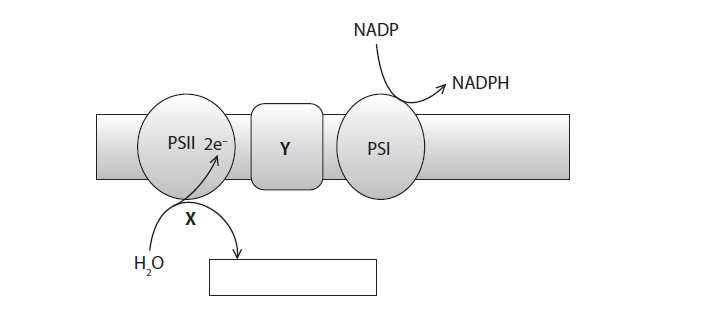 NADP
NADPH
PSII 2e⁻
Y
PSI
X
H₂O